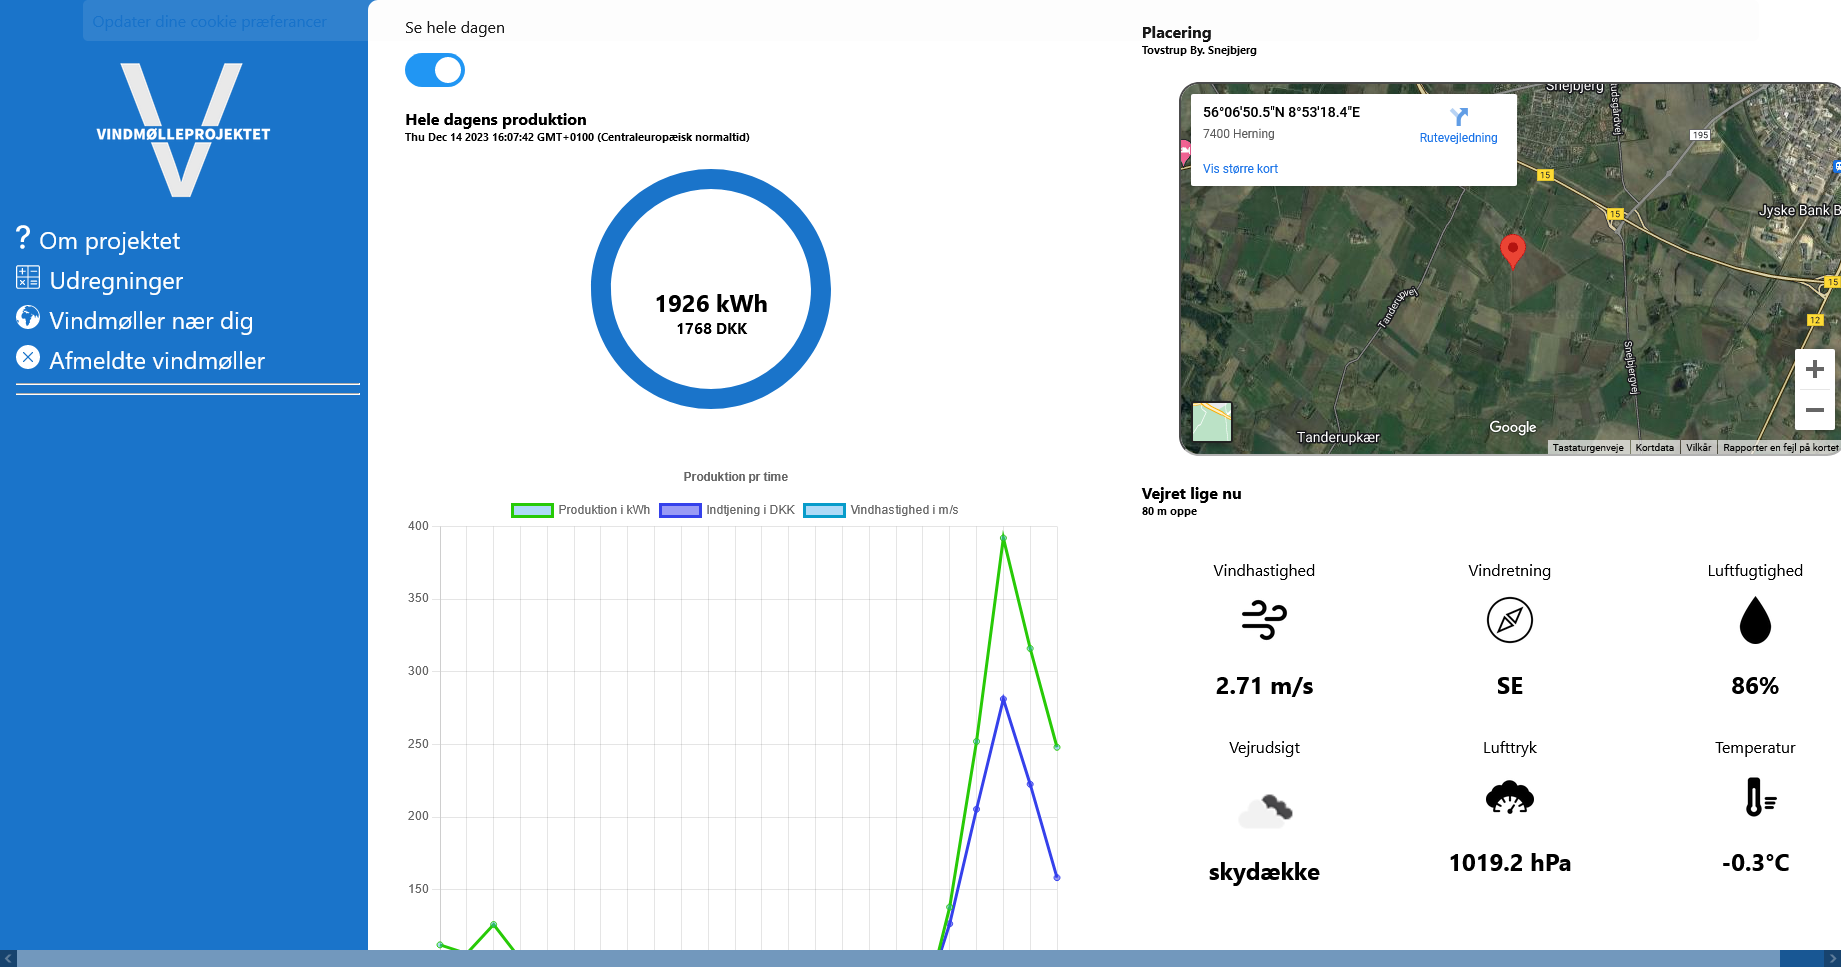 Opdater dine cookie præferancer
VINDMØLLEPROJEKTET
? Om projektet
Udregninger
Vindmøller nær dig
Afmeldte vindmøller
Se hele dagen
Hele dagens produktion
Thu Dec 14 2023 16:07:42 GMT+0100 (Centraleuropæisk normaltid)
1926 kWh
1768 DKK
Produktion pr time
Produktion i kWh
Indtjening i DKK
Vindhastighed i m/s
400
350
300
250
200
150
Placering
Tovstrup By. Snejbjerg
56°06'50.5"N 8°53'18.4"E
7400 Herning
Rutevejledning
Vis større kort
Snejbjerg
udsgårdvej
195
15
15
Jyske Bank B
15
12
Tanderupvej
Snejbjergvej
Tanderupkær
Google
Tastaturgenveje
Kortdata
Vilkår
Rapporter en fejl på kortet
Vejret lige nu
80 m oppe
Vindhastighed
Vindretning
Luftfugtighed
2.71 m/s
SE
86%
Vejrudsigt
Lufttryk
Temperatur
skydække
1019.2 hPa
-0.3°C